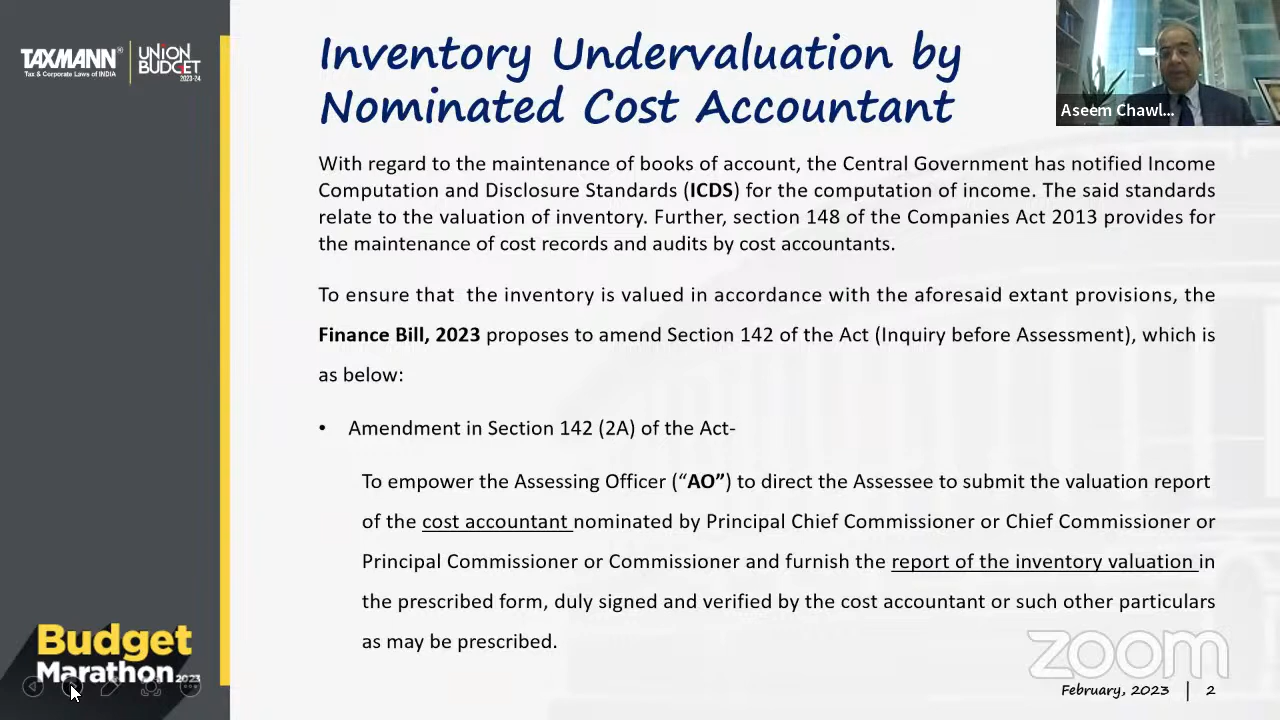 TAXMANN®
Tax & Corporate Laws of INDIA
UNION
BUDGET
2023-24
Inventory Undervaluation by
Nominated Cost Accountant
Aseem Chawl...
With regard to the maintenance of books of account, the Central Government has notified Income
Computation and Disclosure Standards (ICDS) for the computation of income. The said standards
relate to the valuation of inventory. Further, section 148 of the Companies Act 2013 provides for
the maintenance of cost records and audits by cost accountants.
To ensure that the inventory is valued in accordance with the aforesaid extant provisions, the
Finance Bill, 2023 proposes to amend Section 142 of the Act (Inquiry before Assessment), which is
as below:
• Amendment in Section 142 (2A) of the Act-
To empower the Assessing Officer (“AO”) to direct the Assessee to submit the valuation report
of the cost accountant nominated by Principal Chief Commissioner or Chief Commissioner or
Principal Commissioner or Commissioner and furnish the report of the inventory valuation in
the prescribed form, duly signed and verified by the cost accountant or such other particulars
as may be prescribed.
Budget
Marathon 2023
zoom
February, 2023 | 2